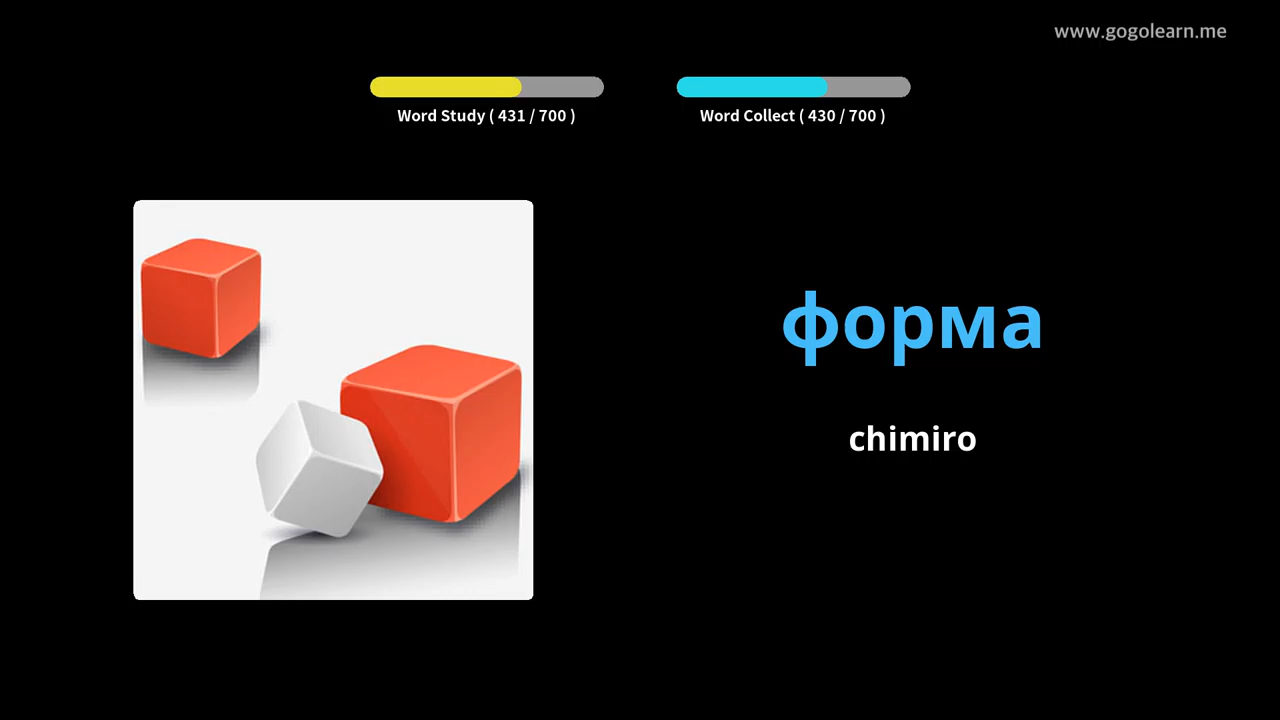 www.gogolearn.me
Word Study ( 431 / 700 )
Word Collect ( 430 / 700 )
форма
chimiro